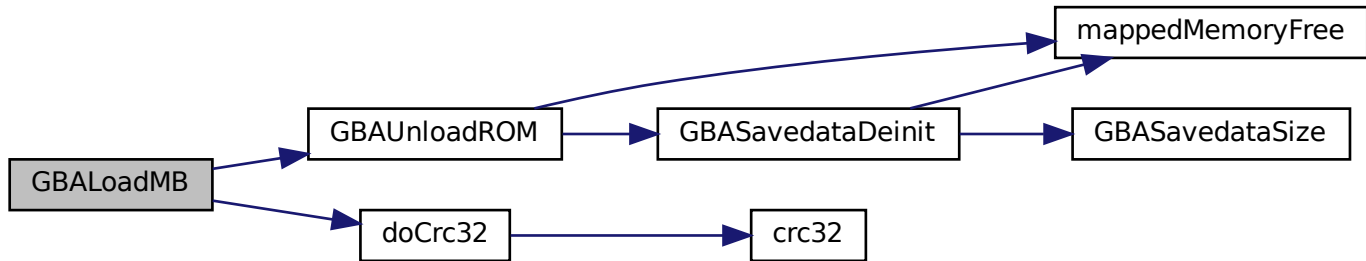 mappedMemoryFree
GBAUnloadROM
GBASavedataDeinit
GBASavedataSize
GBALoadMB
doCrc32
crc32